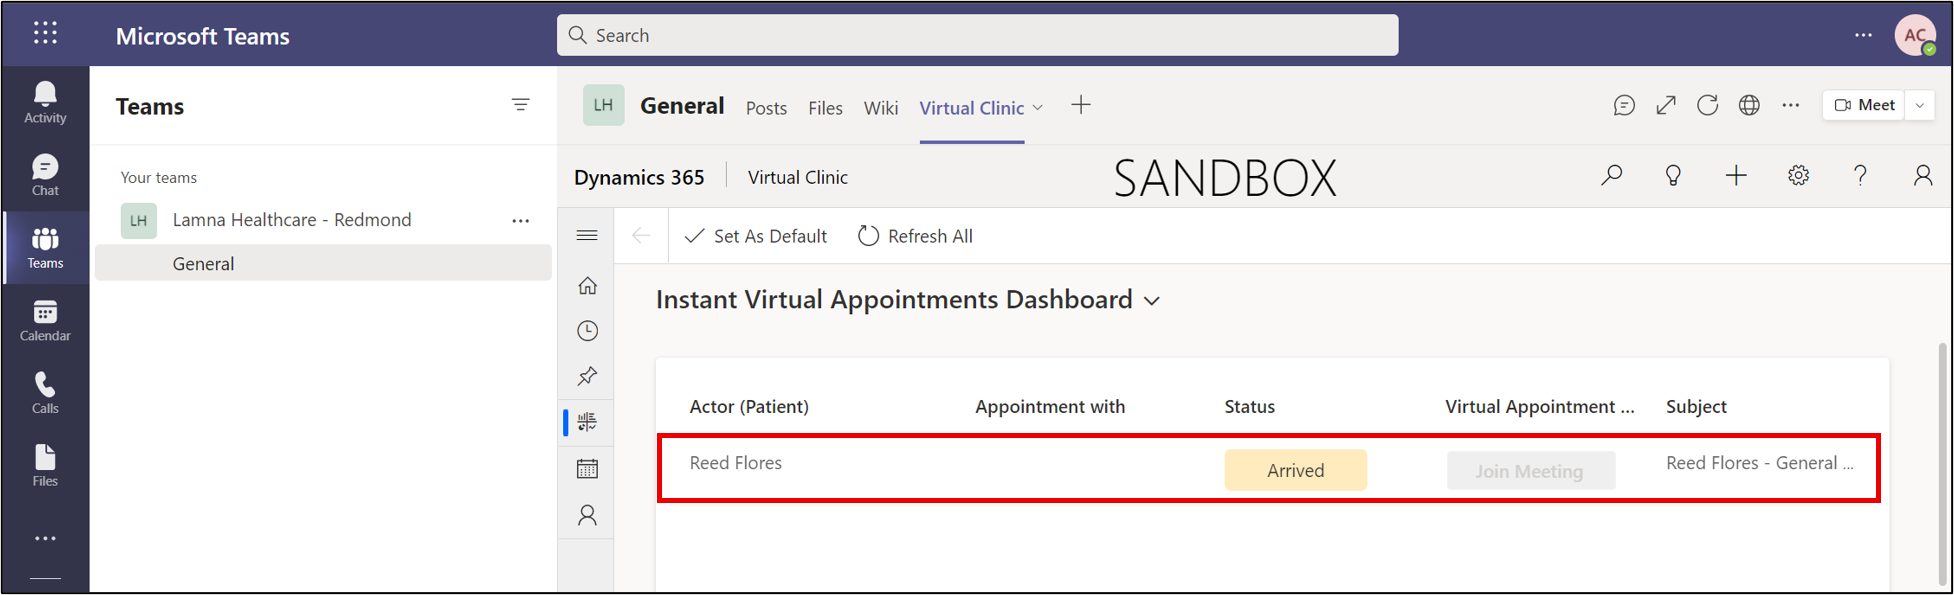 Microsoft Teams
Search
AC
Activity
Chat
Teams
Calendar
Calls
Files
Teams
Your teams
LH Lamna Healthcare - Redmond
General
LH General Posts Files Wiki Virtual Clinic
Meet
Dynamics 365 Virtual Clinic SANDBOX
Set As Default Refresh All
Instant Virtual Appointments Dashboard
Actor (Patient) Appointment with Status Virtual Appointment ... Subject
Reed Flores Arrived Join Meeting Reed Flores - General ...